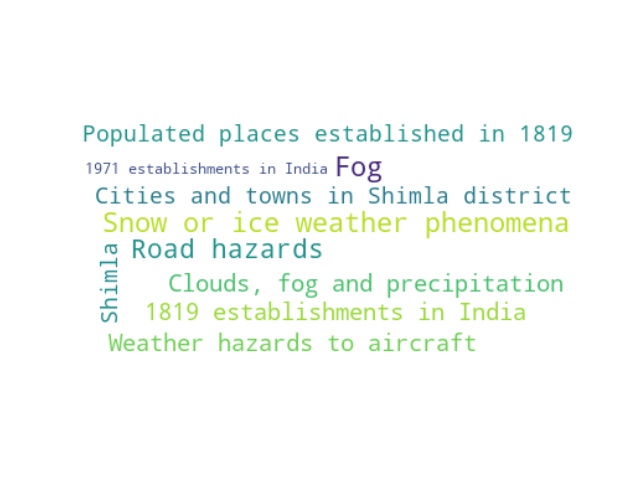 Populated places established in 1819
1971 establishments in India
Fog
Cities and towns in Shimla district
Snow or ice weather phenomena
Road hazards
Shimla
Clouds, fog and precipitation
1819 establishments in India
Weather hazards to aircraft